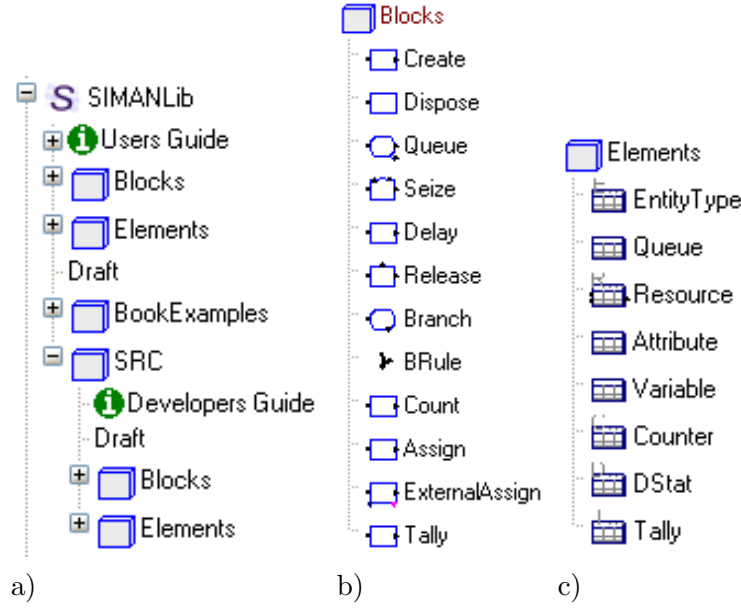 SIMANLib
Users Guide
Blocks
Elements
Draft
BookExamples
SRC
Developers Guide
Draft
Blocks
Elements
a)
Blocks
Create
Dispose
Queue
Seize
Delay
Release
Branch
BRule
Count
Assign
ExternalAssign
Tally
b)
Elements
EntityType
Queue
Resource
Attribute
Variable
Counter
DStat
Tally
c)